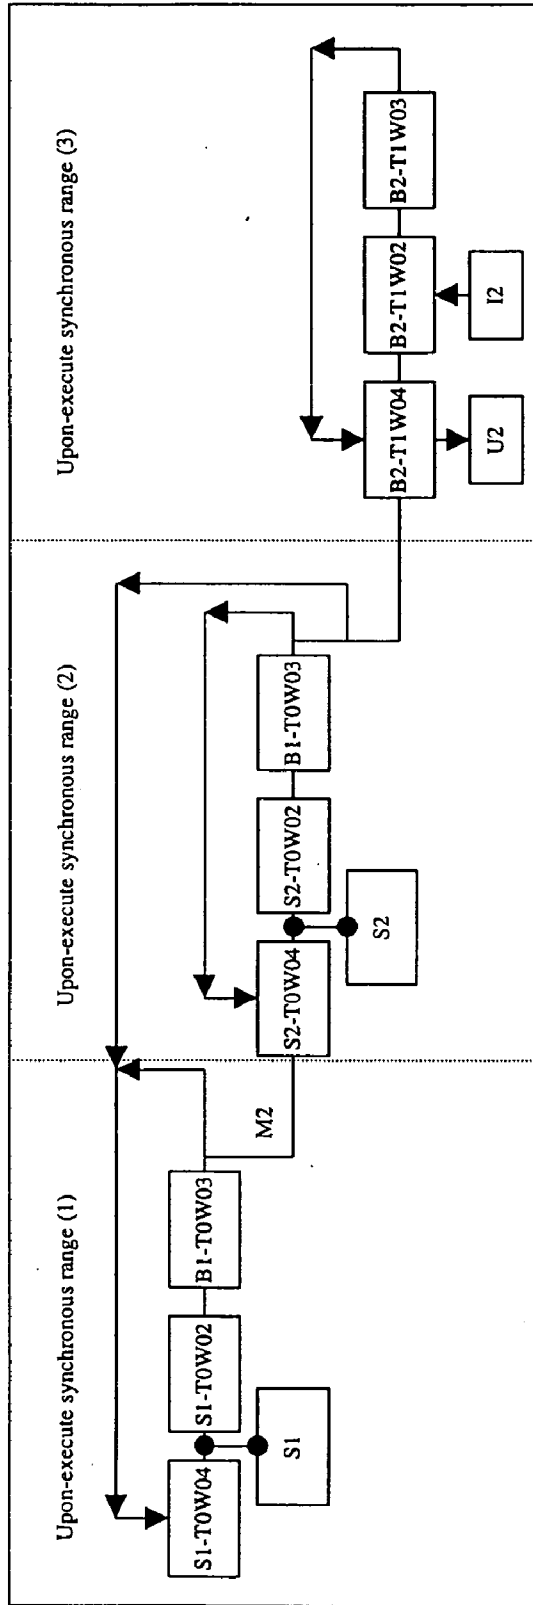 Upon-execute synchronous range (1)
S1-T0W04
S1-T0W02
B1-T0W03
S1
M2
Upon-execute synchronous range (2)
S2-T0W04
S2-T0W02
B1-T0W03
S2
Upon-execute synchronous range (3)
B2-T1W04
B2-T1W02
B2-T1W03
U2
I2